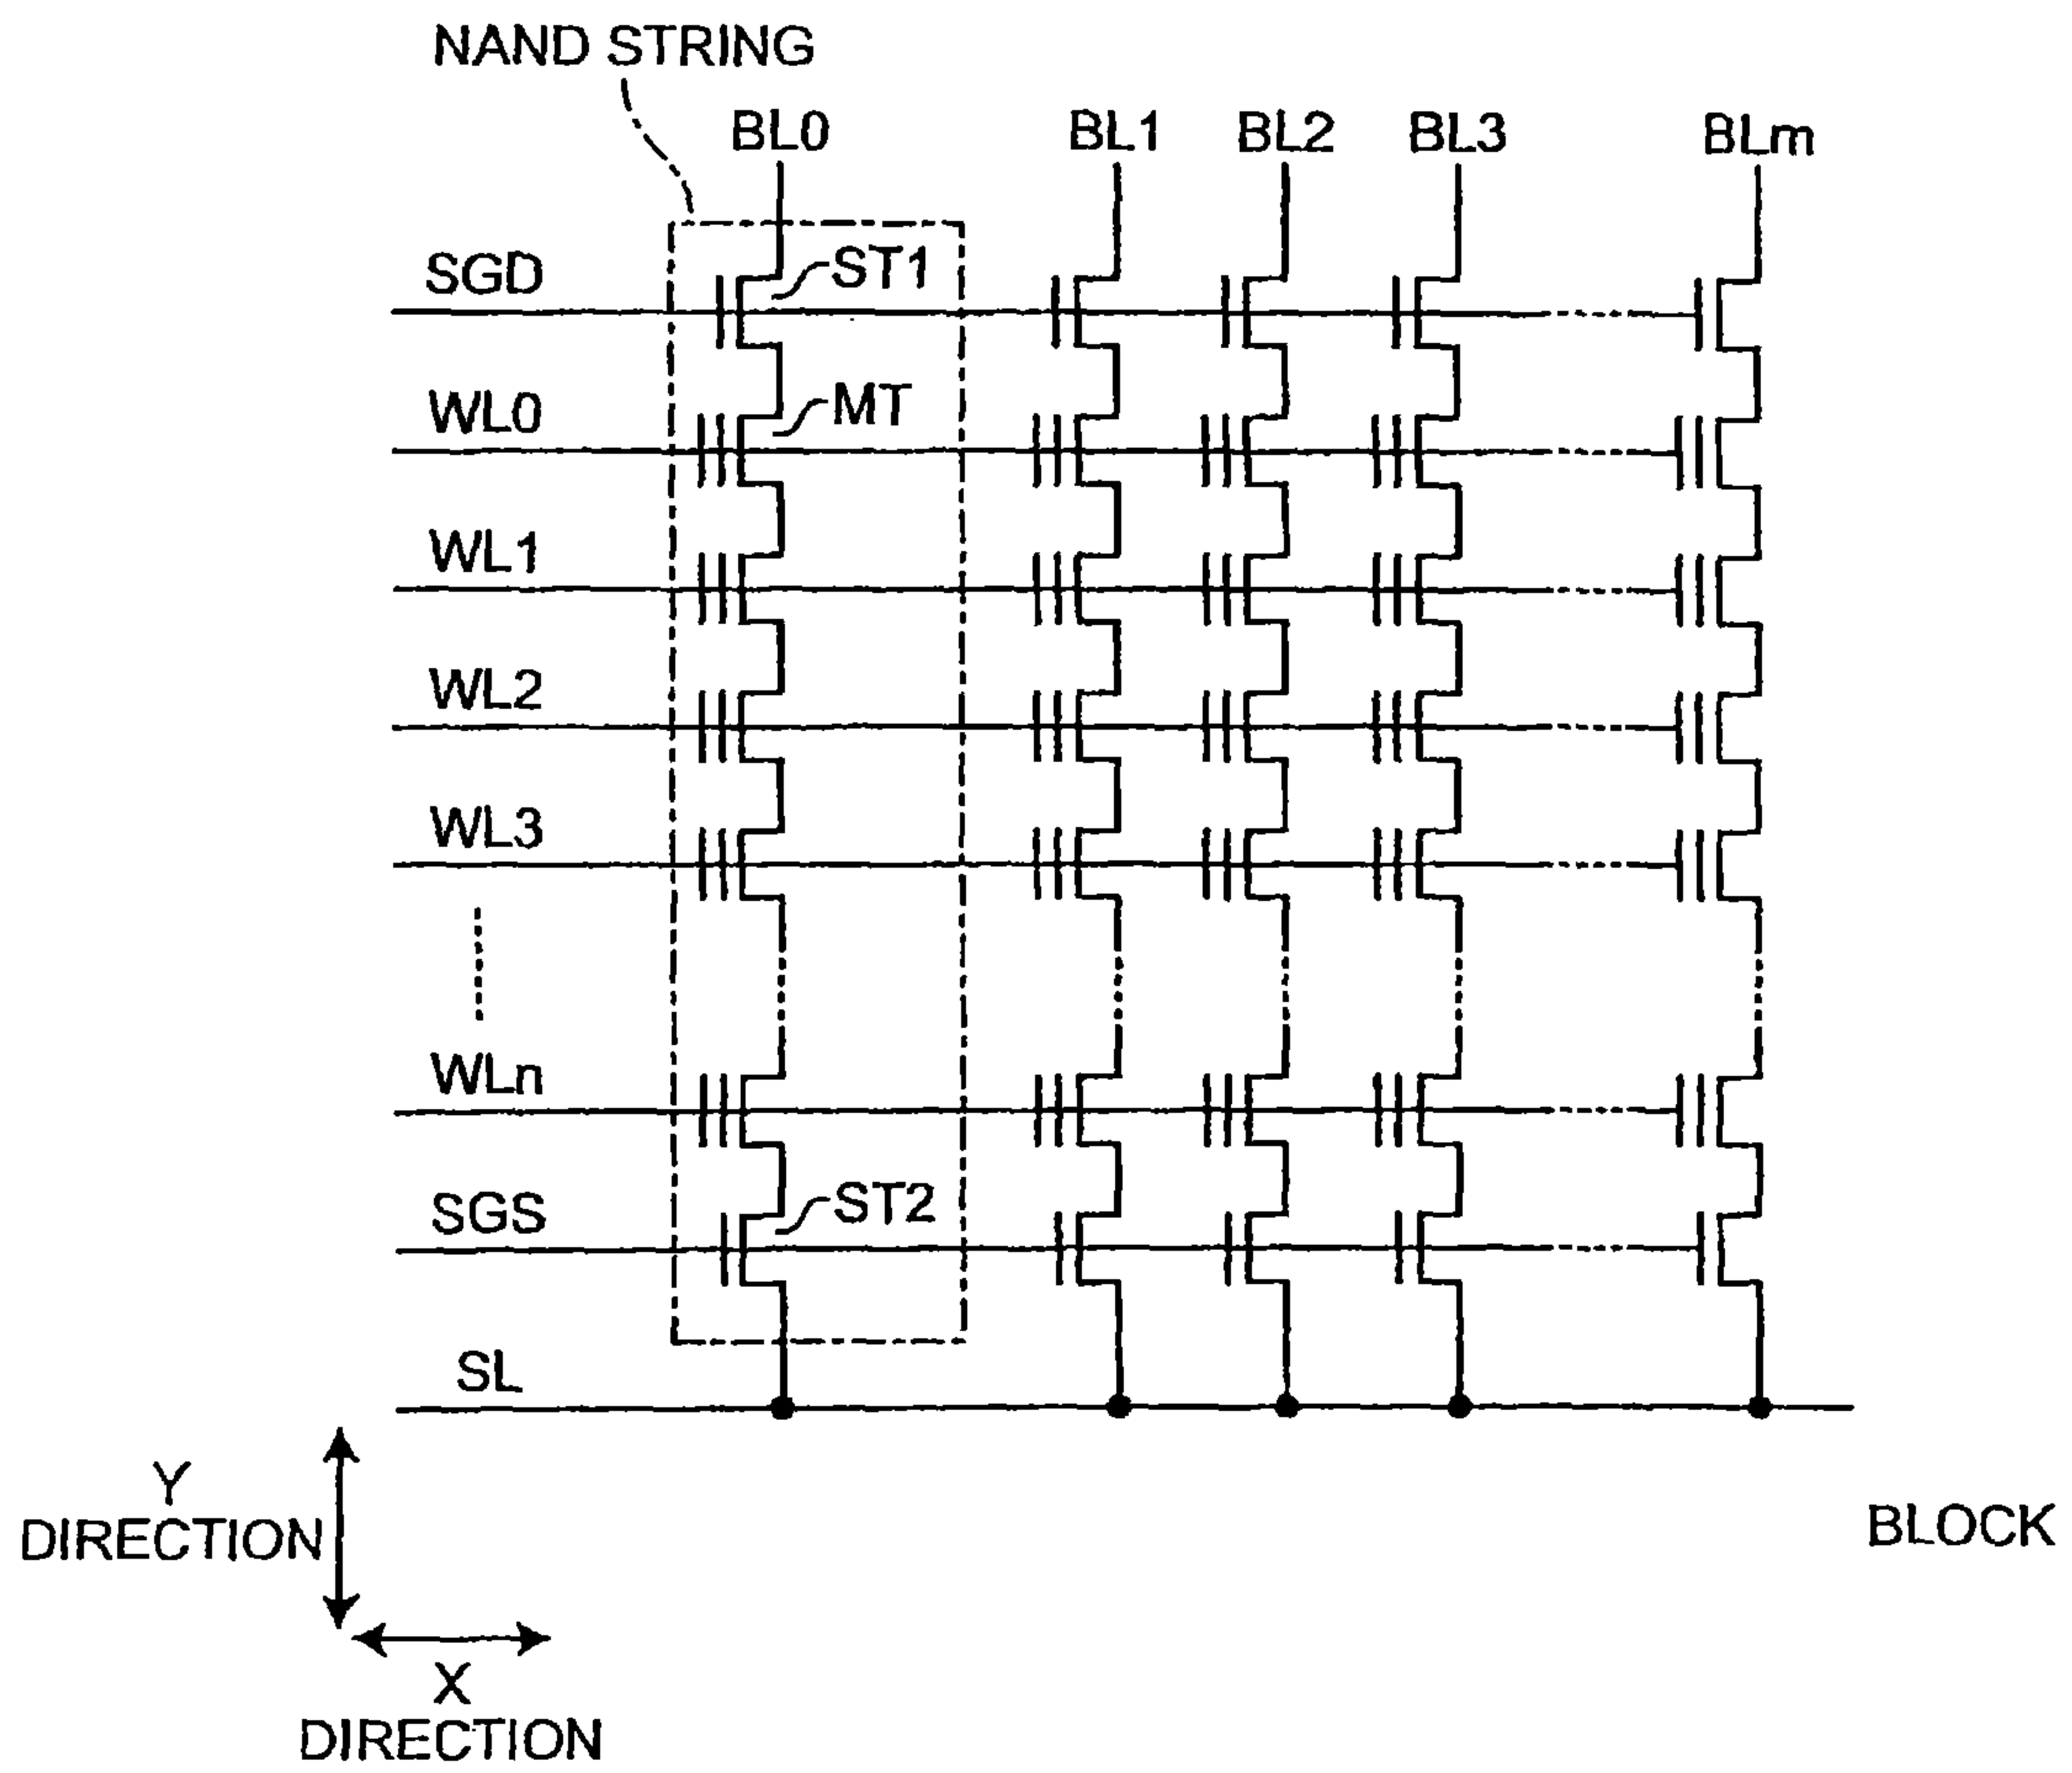 NAND STRING
BL0 BL1 BL2 BL3 BLm
SGD ST1
WL0 MT
WL1
WL2
WL3
WLn
SGS ST2
SL
Y
DIRECTION
BLOCK
X
DIRECTION